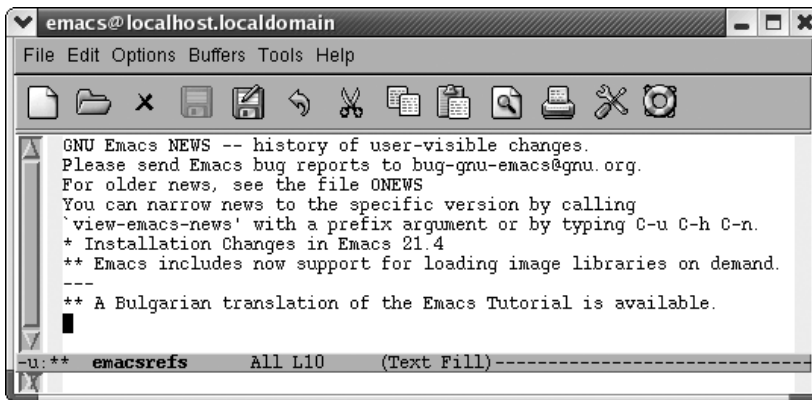 emacs@localhost.localdomain
File Edit Options Buffers Tools Help
GNU Emacs NEWS -- history of user-visible changes.
Please send Emacs bug reports to bug-gnu-emacs@gnu.org.
For older news, see the file ONEWS
You can narrow news to the specific version by calling
`view-emacs-news' with a prefix argument or by typing C-u C-h C-n.
* Installation Changes in Emacs 21.4
** Emacs includes now support for loading image libraries on demand.
---
** A Bulgarian translation of the Emacs Tutorial is available.
-u:** emacsrefs All L10 (Text Fill)------------------------------